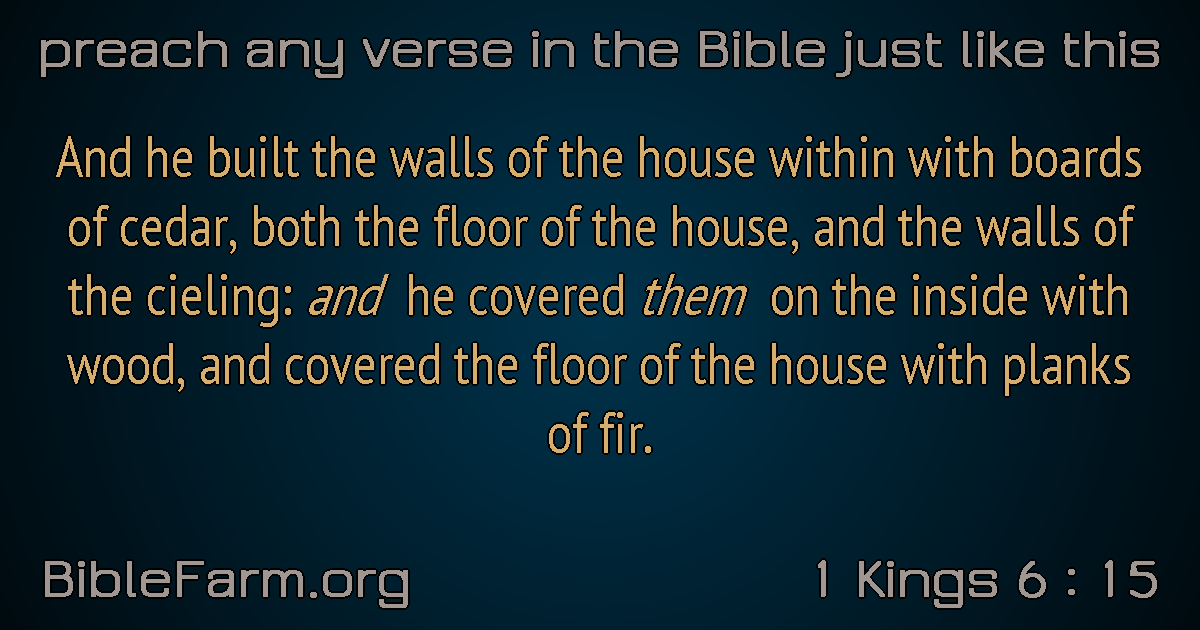 preach any verse in the Bible just like this
And he built the walls of the house within with boards
of cedar, both the floor of the house, and the walls of
the cieling: and he covered them on the inside with
wood, and covered the floor of the house with planks
of fir.
BibleFarm.org
1 Kings 6 : 15